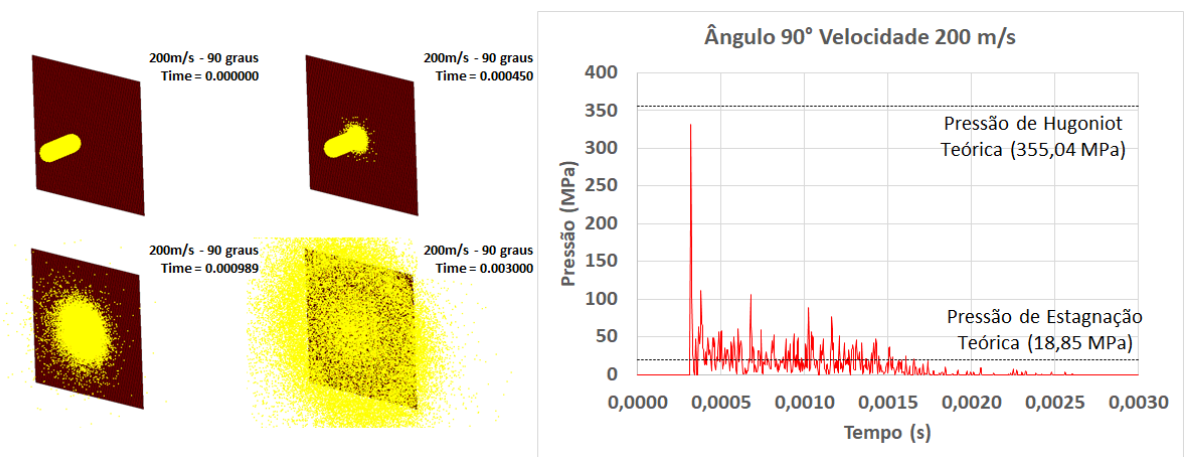 200m/s - 90 graus
Time = 0.000000
200m/s - 90 graus
Time = 0.000450
200m/s - 90 graus
Time = 0.000989
200m/s - 90 graus
Time = 0.003000
Ângulo 90° Velocidade 200 m/s
Pressão (MPa)
400
350
300
250
200
150
100
50
0
Pressão de Hugoniot
Teórica (355,04 MPa)
Pressão de Estagnação
Teórica (18,85 MPa)
0,0000 0,0005 0,0010 0,0015 0,0020 0,0025 0,0030
Tempo (s)